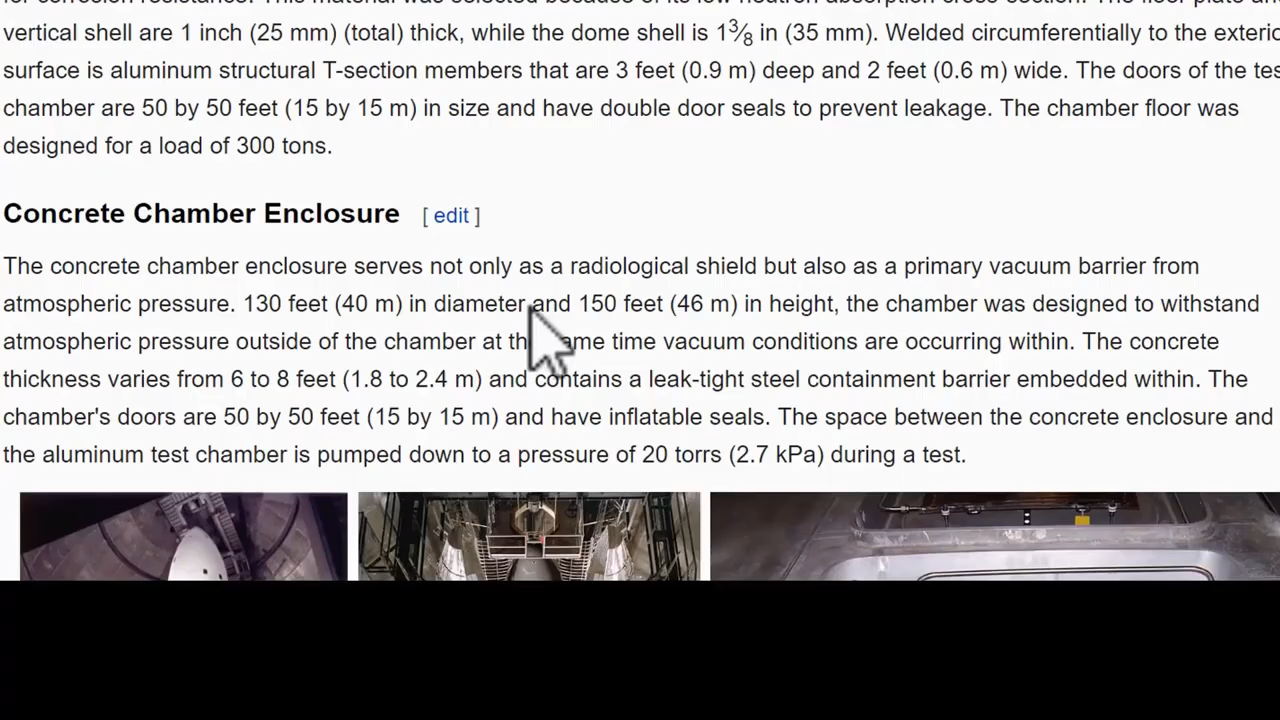 vertical shell are 1 inch (25 mm) (total) thick, while the dome shell is 1 3⁄8 in (35 mm). Welded circumferentially to the
surface is aluminum structural T-section members that are 3 feet (0.9 m) deep and 2 feet (0.6 m) wide. The doors of the
chamber are 50 by 50 feet (15 by 15 m) in size and have double door seals to prevent leakage. The chamber floor was
designed for a load of 300 tons.
Concrete Chamber Enclosure [ edit ]
The concrete chamber enclosure serves not only as a radiological shield but also as a primary vacuum barrier from
atmospheric pressure. 130 feet (40 m) in diameter and 150 feet (46 m) in height, the chamber was designed to withstand
atmospheric pressure outside of the chamber at the same time vacuum conditions are occurring within. The concrete
thickness varies from 6 to 8 feet (1.8 to 2.4 m) and contains a leak-tight steel containment barrier embedded within. The
chamber's doors are 50 by 50 feet (15 by 15 m) and have inflatable seals. The space between the concrete enclosure and
the aluminum test chamber is pumped down to a pressure of 20 torrs (2.7 kPa) during a test.